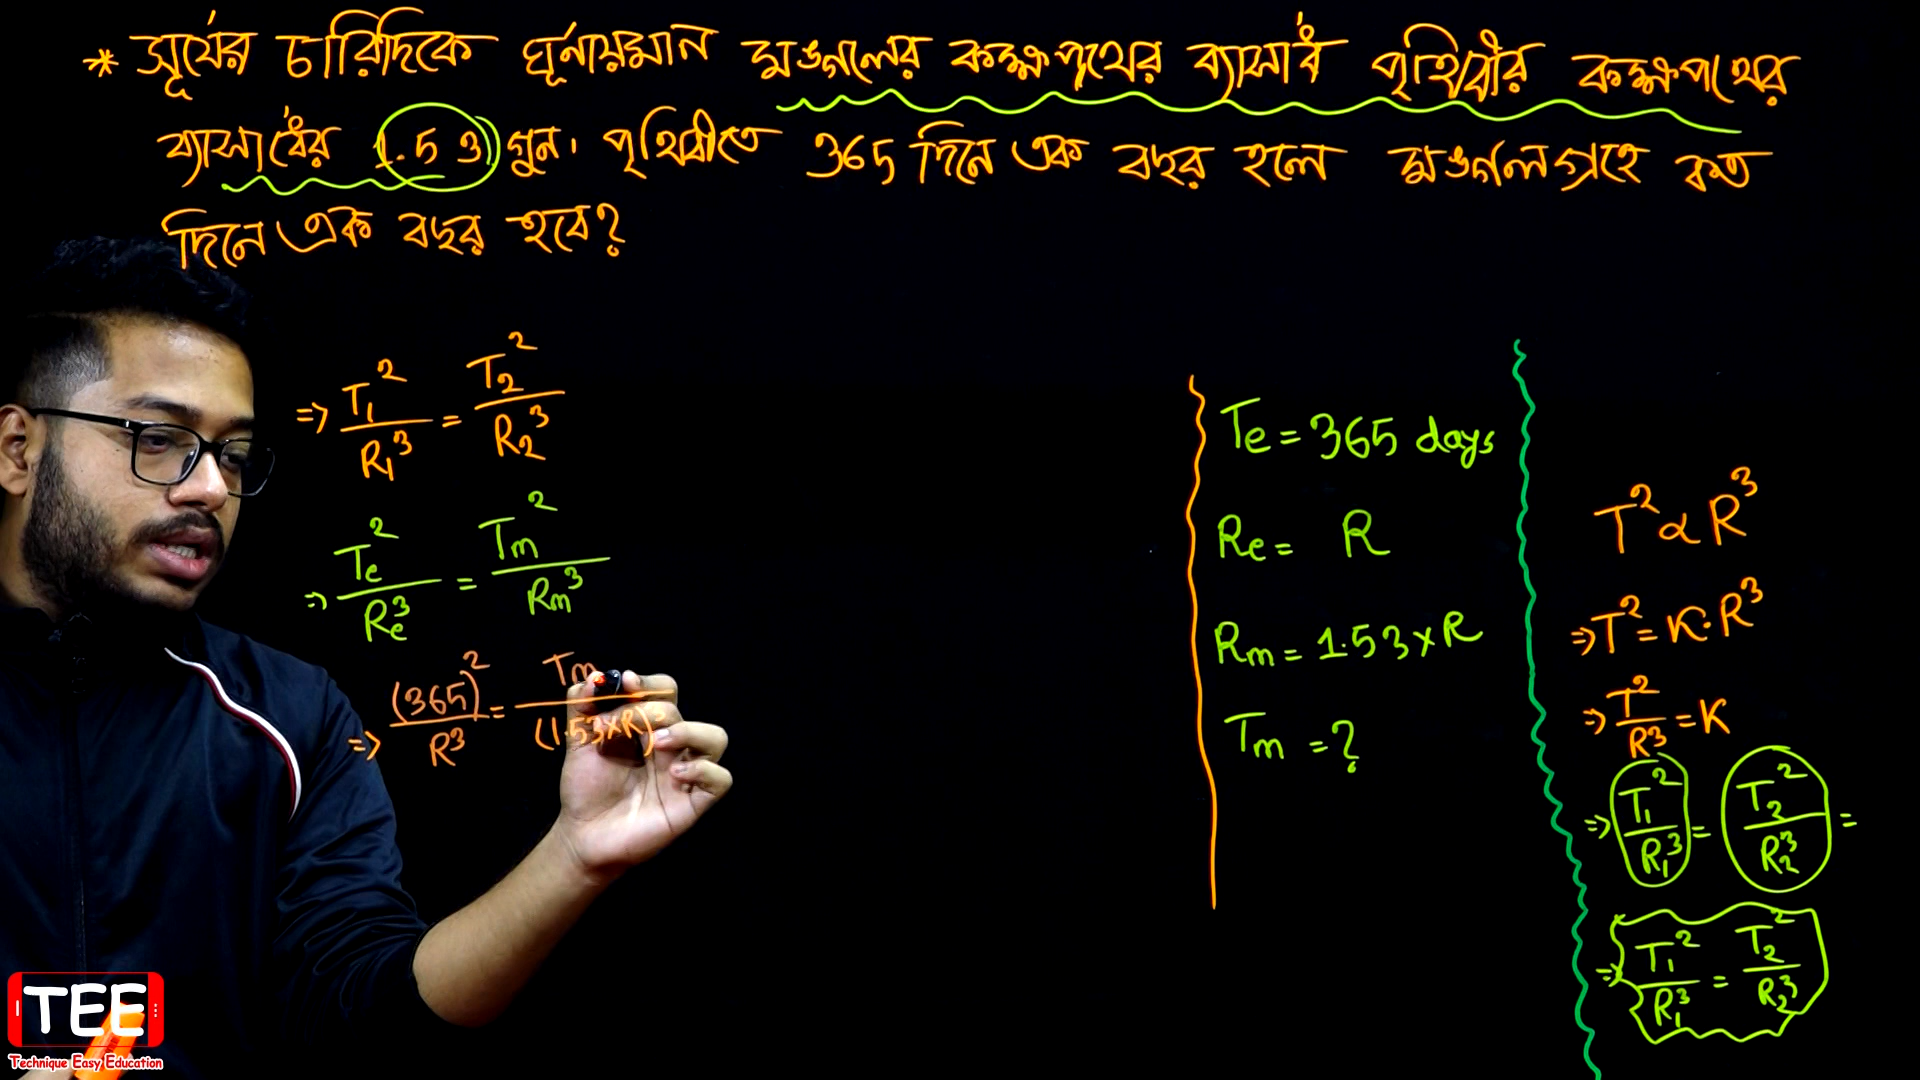 * সূর্যের চারিদিকে ঘূর্নায়মান মঙ্গলের কক্ষপথের ব্যাসার্ধ পৃথিবীর কক্ষপথের
ব্যাসার্ধের 1.53 গুন। পৃথিবীতে 365 দিনে এক বছর হলে মঙ্গলগ্রহে কত
দিনে এক বছর হবে?
=> T₁²/R₁³ = T₂²/R₂³
=> Te²/Re³ = Tm²/Rm³
=> (365)²/R³ = Tm/(1.53×R)³
Te = 365 days
Re = R
Rm = 1.53×R
Tm = ?
T² ∝ R³
=> T² = K·R³
=> T²/R³ = K
=> T₁²/R₁³ = T₂²/R₂³ =
=> T₁²/R₁³ = T₂²/R₂³
TEE
Technique Easy Education